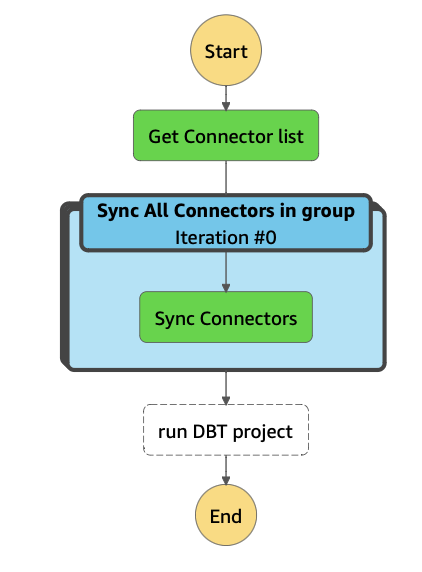 Start
Get Connector list
Sync All Connectors in group
Iteration #0
Sync Connectors
run DBT project
End